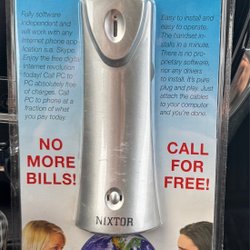 Fully software
independent and
will work with any
internet phone appli-
cation s.a. Skype.
Enjoy the free digital
Internet revolution
today! Call PC to
PC absolutely free
of charges. Call
PC to phone at a
fraction of what
you pay today.
Easy to install and
easy to operate.
The handset in-
stalls in a minute.
There is no pro-
prietary software,
nor any drivers
to install. It's pure
plug and play. Just
attach the cables
to your computer
and you're done.
NO
MORE
BILLS!
CALL
FOR
FREE!
NIXTOR